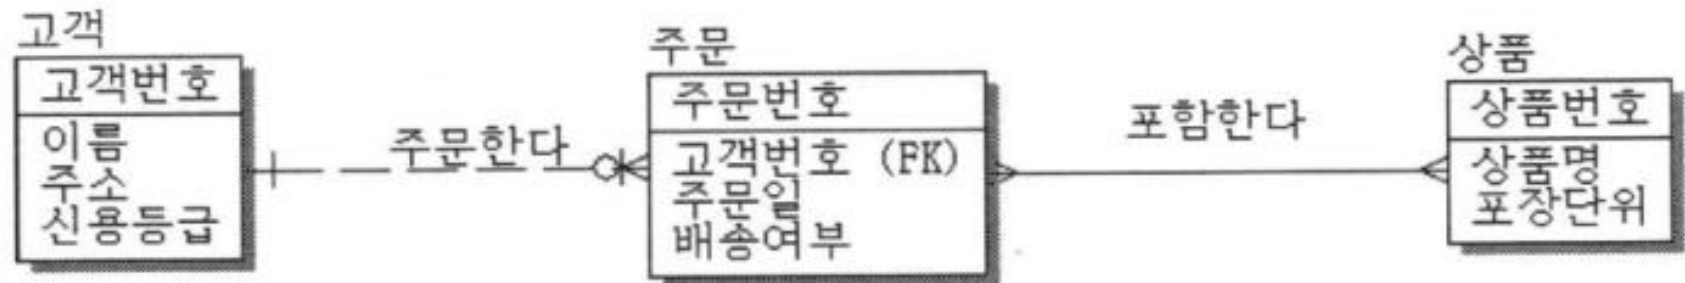 고객
고객번호
이름
주소
신용등급
주문한다
주문
주문번호
고객번호 (FK)
주문일
배송여부
포함한다
상품
상품번호
상품명
포장단위